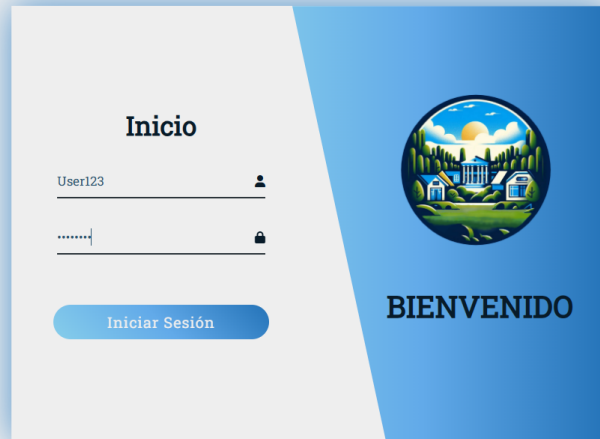 Inicio
User123
••••••••
Iniciar Sesión
BIENVENIDO